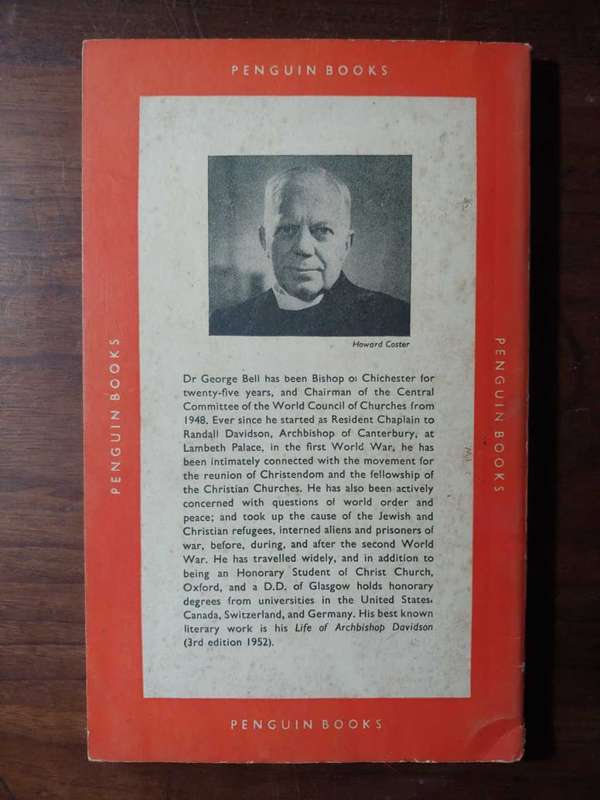 PENGUIN BOOKS
PENGUIN BOOKS
Howard Coster
Dr George Bell has been Bishop of Chichester for
twenty-five years, and Chairman of the Central
Committee of the World Council of Churches from
1948. Ever since he started as Resident Chaplain to
Randall Davidson, Archbishop of Canterbury, at
Lambeth Palace, in the first World War, he has
been intimately connected with the movement for
the reunion of Christendom and the fellowship of
the Christian Churches. He has also been actively
concerned with questions of world order and
peace; and took up the cause of the Jewish and
Christian refugees, interned aliens and prisoners of
war, before, during, and after the second World
War. He has travelled widely, and in addition to
being an Honorary Student of Christ Church,
Oxford, and a D.D. of Glasgow holds honorary
degrees from universities in the United States,
Canada, Switzerland, and Germany. His best known
literary work is his Life of Archbishop Davidson
(3rd edition 1952).
PENGUIN BOOKS
PENGUIN BOOKS